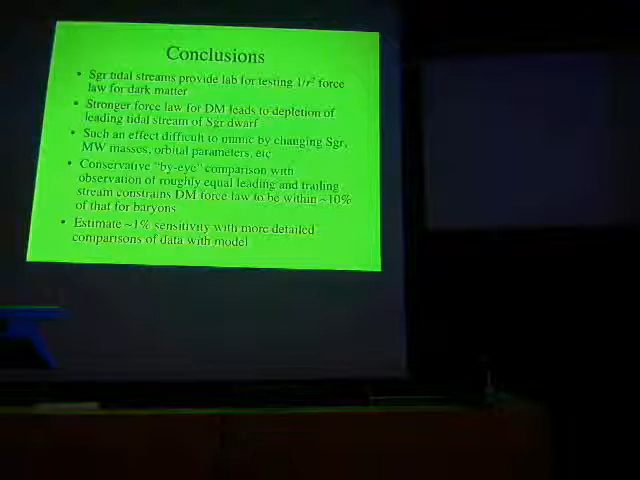 Conclusions
• Sgr tidal streams provide lab for testing 1/r² force
law for dark matter
• Stronger force law for DM leads to depletion of
leading tidal stream of Sgr dwarf
• Such an effect difficult to mimic by changing Sgr,
MW masses, orbital parameters, etc
• Conservative "by-eye" comparison with
observation of roughly equal leading and trailing
stream constrains DM force law to be within ~10%
of that for baryons
• Estimate ~1% sensitivity with more detailed
comparisons of data with model